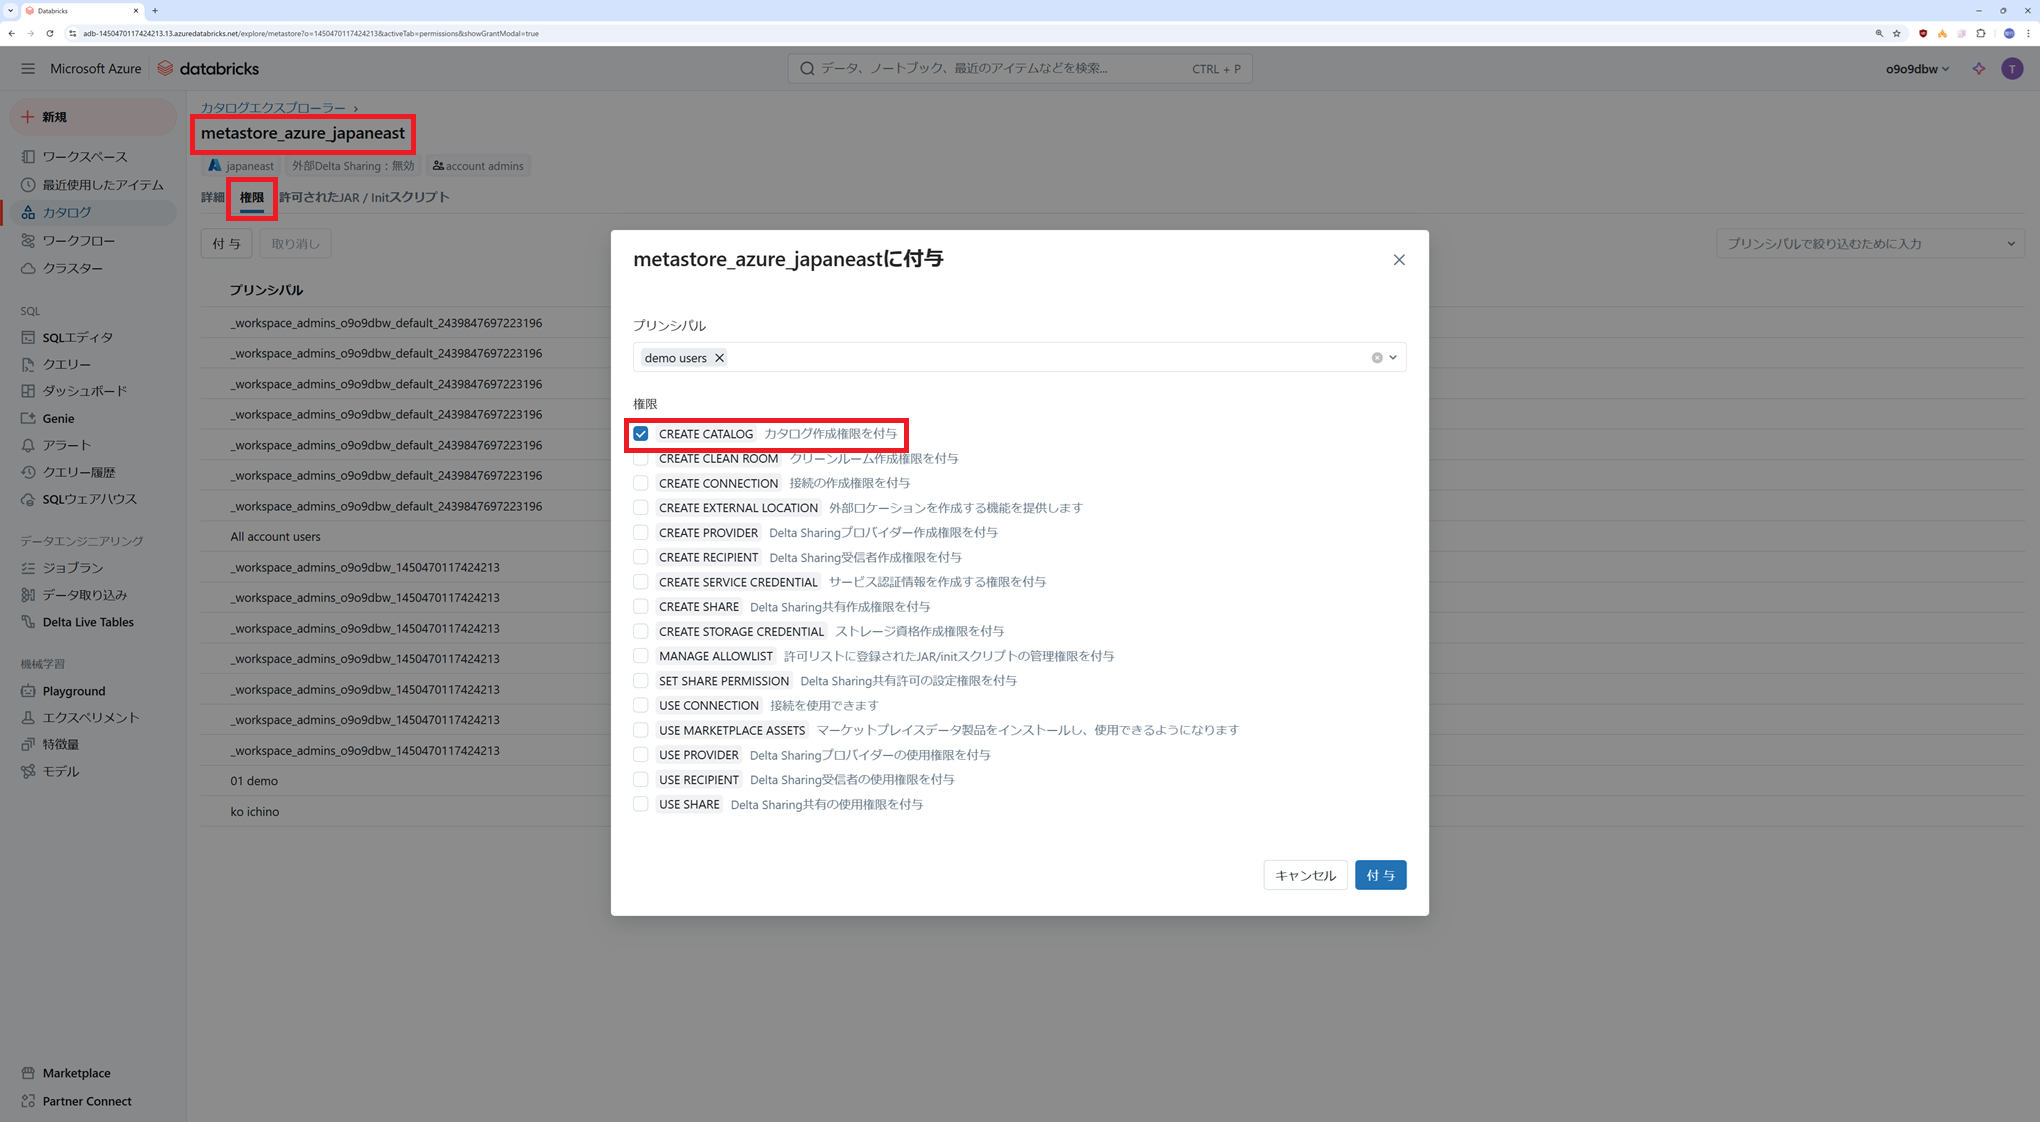 Databricks
adb-1450470117424213.13.azuredatabricks.net/explore/metastore?o=1450470117424213&activeTab=permissions&showGrantModal=true
Microsoft Azure databricks
データ、ノートブック、最近のアイテムなどを検索... CTRL + P
o9o9dbw T
新規
ワークスペース
最近使用したアイテム
カタログ
ワークフロー
クラスター
SQL
SQLエディタ
クエリー
ダッシュボード
Genie
アラート
クエリー履歴
SQLウェアハウス
データエンジニアリング
ジョブラン
データ取り込み
Delta Live Tables
機械学習
Playground
エクスペリメント
特徴量
モデル
Marketplace
Partner Connect
カタログエクスプローラー
metastore_azure_japaneast
japaneast 外部Delta Sharing：無効 account admins
詳細 権限 許可されたJAR / Initスクリプト
付与 取り消し プリンシパルで絞り込むために入力
プリンシパル
_workspace_admins_o9o9dbw_default_2439847697223196
_workspace_admins_o9o9dbw_default_2439847697223196
_workspace_admins_o9o9dbw_default_2439847697223196
_workspace_admins_o9o9dbw_default_2439847697223196
_workspace_admins_o9o9dbw_default_2439847697223196
_workspace_admins_o9o9dbw_default_2439847697223196
_workspace_admins_o9o9dbw_default_2439847697223196
All account users
_workspace_admins_o9o9dbw_1450470117424213
_workspace_admins_o9o9dbw_1450470117424213
_workspace_admins_o9o9dbw_1450470117424213
_workspace_admins_o9o9dbw_1450470117424213
_workspace_admins_o9o9dbw_1450470117424213
_workspace_admins_o9o9dbw_1450470117424213
_workspace_admins_o9o9dbw_1450470117424213
01 demo
ko ichino
metastore_azure_japaneastに付与
プリンシパル
demo users
権限
CREATE CATALOG カタログ作成権限を付与
CREATE CLEAN ROOM クリーンルーム作成権限を付与
CREATE CONNECTION 接続の作成権限を付与
CREATE EXTERNAL LOCATION 外部ロケーションを作成する機能を提供します
CREATE PROVIDER Delta Sharingプロバイダー作成権限を付与
CREATE RECIPIENT Delta Sharing受信者作成権限を付与
CREATE SERVICE CREDENTIAL サービス認証情報を作成する権限を付与
CREATE SHARE Delta Sharing共有作成権限を付与
CREATE STORAGE CREDENTIAL ストレージ資格作成権限を付与
MANAGE ALLOWLIST 許可リストに登録されたJAR/initスクリプトの管理権限を付与
SET SHARE PERMISSION Delta Sharing共有許可の設定権限を付与
USE CONNECTION 接続を使用できます
USE MARKETPLACE ASSETS マーケットプレイスデータ製品をインストールし、使用できるようになります
USE PROVIDER Delta Sharingプロバイダーの使用権限を付与
USE RECIPIENT Delta Sharing受信者の使用権限を付与
USE SHARE Delta Sharing共有の使用権限を付与
キャンセル 付与